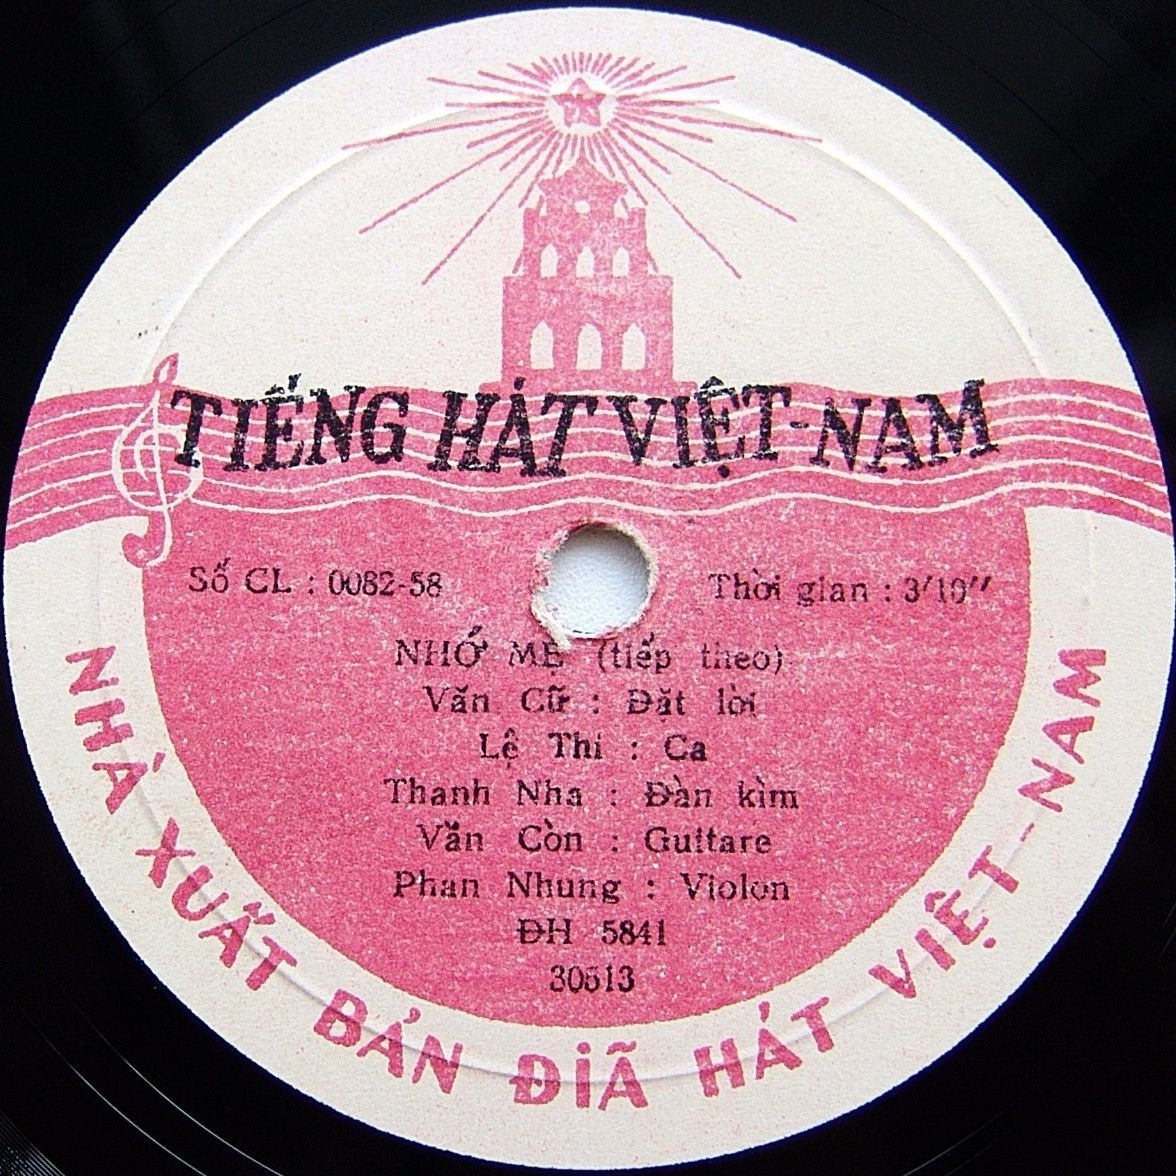 TIẾNG HÁT VIỆT-NAM
Số CL : 0082-58
Thời gian : 3'10"
NHỚ MẸ (tiếp theo)
Văn Cữ : Đặt lời
Lệ Thi : Ca
Thanh Nha : Đàn kìm
Văn Còn : Guitare
Phan Nhung : Violon
ĐH 5841
30513
NHÀ XUẤT BẢN ĐĨA HÁT VIỆT-NAM